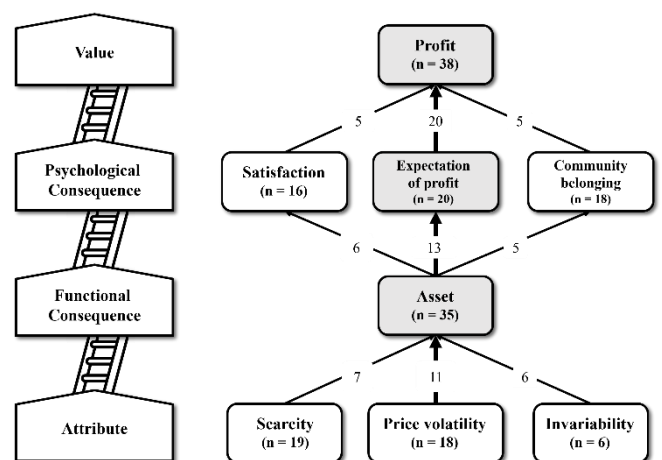 Value
Profit
(n = 38)
5
20
5
Psychological
Consequence
Satisfaction
(n = 16)
Expectation
of profit
(n = 20)
Community
belonging
(n = 18)
6
13
5
Functional
Consequence
Asset
(n = 35)
7
11
6
Attribute
Scarcity
(n = 19)
Price volatility
(n = 18)
Invariability
(n = 6)